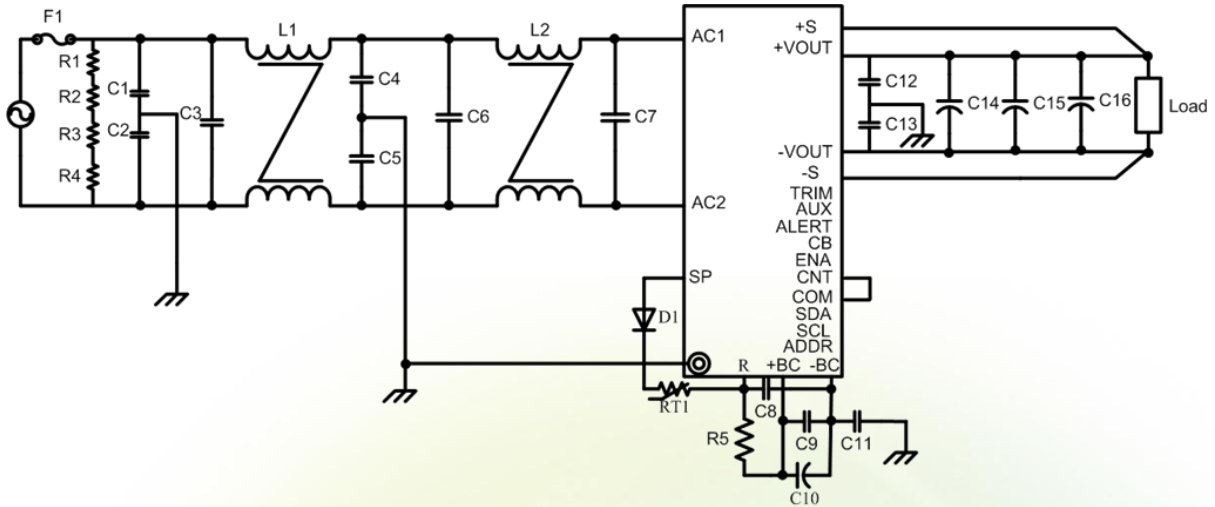 F1
R1
R2
R3
R4
C1
C2
C3
L1
C4
C5
C6
L2
C7
AC1
AC2
SP
+S
+VOUT
-VOUT
-S
TRIM
AUX
ALERT
CB
ENA
CNT
COM
SDA
SCL
ADDR
R +BC -BC
C12
C13
C14
C15
C16
Load
D1
RT1
C8
R5
C9
C11
C10